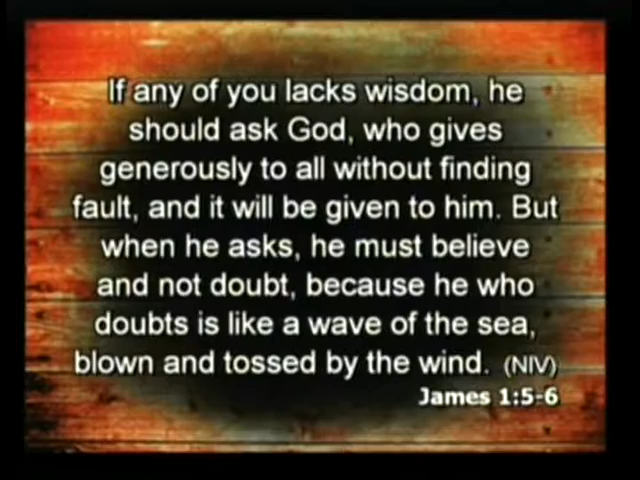 If any of you lacks wisdom, he
should ask God, who gives
generously to all without finding
fault, and it will be given to him. But
when he asks, he must believe
and not doubt, because he who
doubts is like a wave of the sea,
blown and tossed by the wind. (NIV)
James 1:5-6